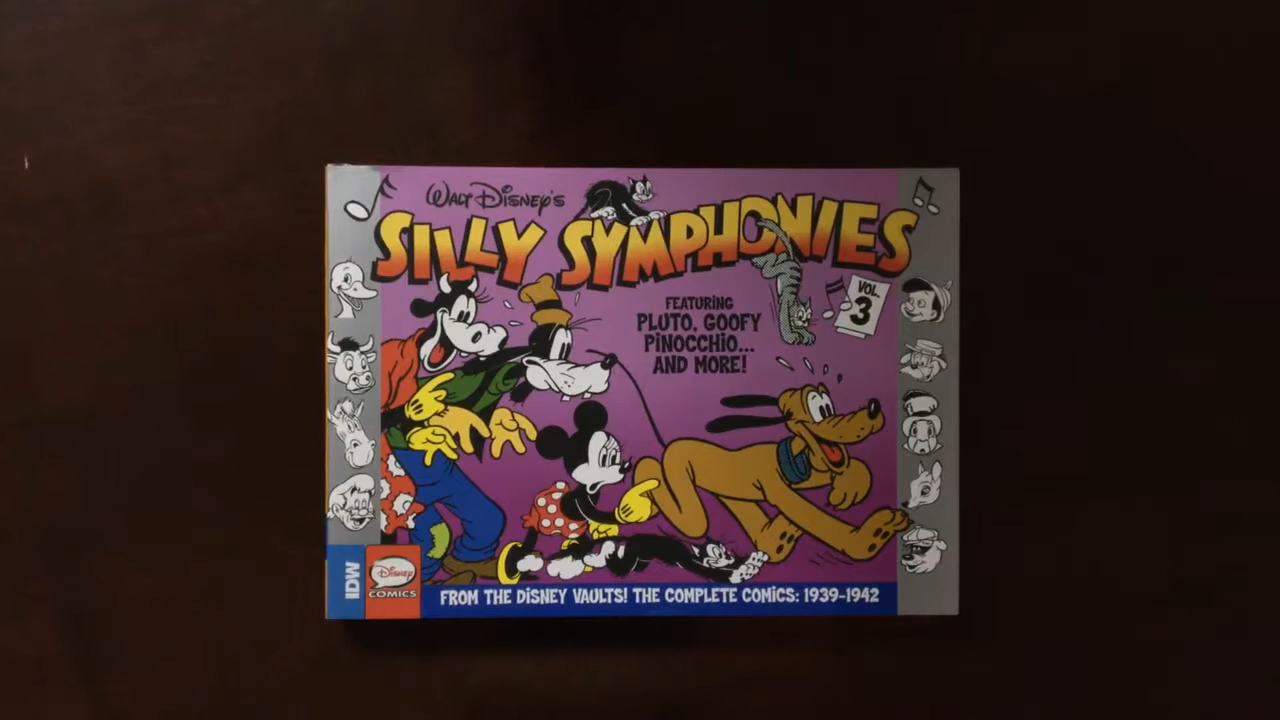 WALT DISNEY'S
SILLY SYMPHONIES
VOL.
3
FEATURING
PLUTO, GOOFY
PINOCCHIO...
AND MORE!
IDW
DISNEY
COMICS
FROM THE DISNEY VAULTS! THE COMPLETE COMICS: 1939-1942